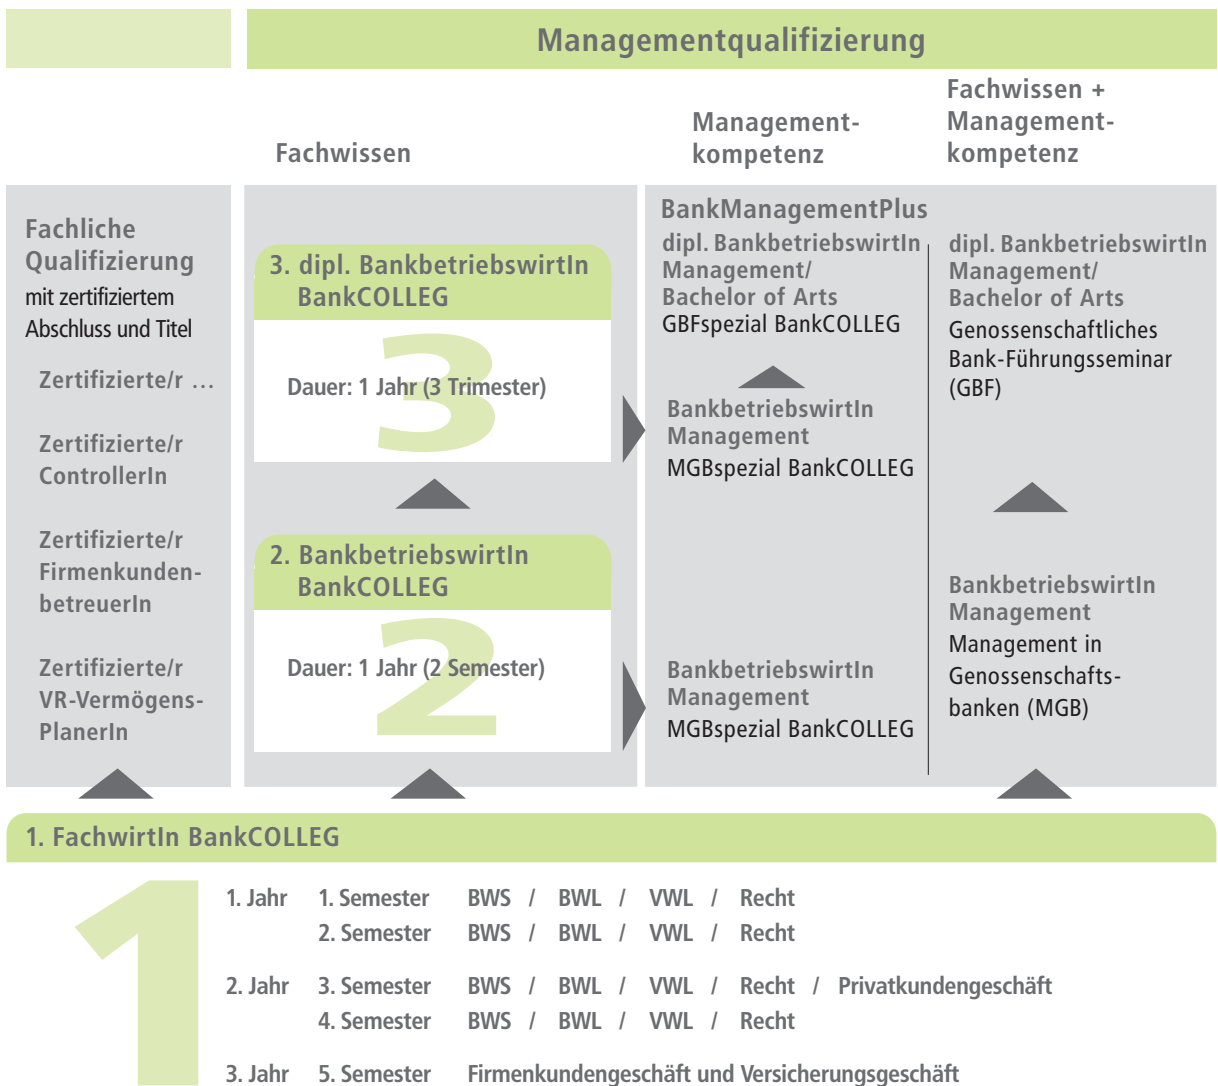 Managementqualifizierung
Fachwissen
Management-
kompetenz
Fachwissen +
Management-
kompetenz
Fachliche
Qualifizierung
mit zertifiziertem
Abschluss und Titel
Zertifizierte/r ...
Zertifizierte/r
ControllerIn
Zertifizierte/r
Firmenkunden-
betreuerIn
Zertifizierte/r
VR-Vermögens-
PlanerIn
3. dipl. BankbetriebswirtIn
BankCOLLEG
3
Dauer: 1 Jahr (3 Trimester)
2. BankbetriebswirtIn
BankCOLLEG
2
Dauer: 1 Jahr (2 Semester)
BankManagementPlus
dipl. BankbetriebswirtIn
Management/
Bachelor of Arts
GBFspezial BankCOLLEG
BankbetriebswirtIn
Management
MGBspezial BankCOLLEG
BankbetriebswirtIn
Management
MGBspezial BankCOLLEG
dipl. BankbetriebswirtIn
Management/
Bachelor of Arts
Genossenschaftliches
Bank-Führungsseminar
(GBF)
BankbetriebswirtIn
Management
Management in
Genossenschafts-
banken (MGB)
1. FachwirtIn BankCOLLEG
1
1. Jahr 1. Semester BWS / BWL / VWL / Recht
2. Semester BWS / BWL / VWL / Recht
2. Jahr 3. Semester BWS / BWL / VWL / Recht / Privatkundengeschäft
4. Semester BWS / BWL / VWL / Recht
3. Jahr 5. Semester Firmenkundengeschäft und Versicherungsgeschäft